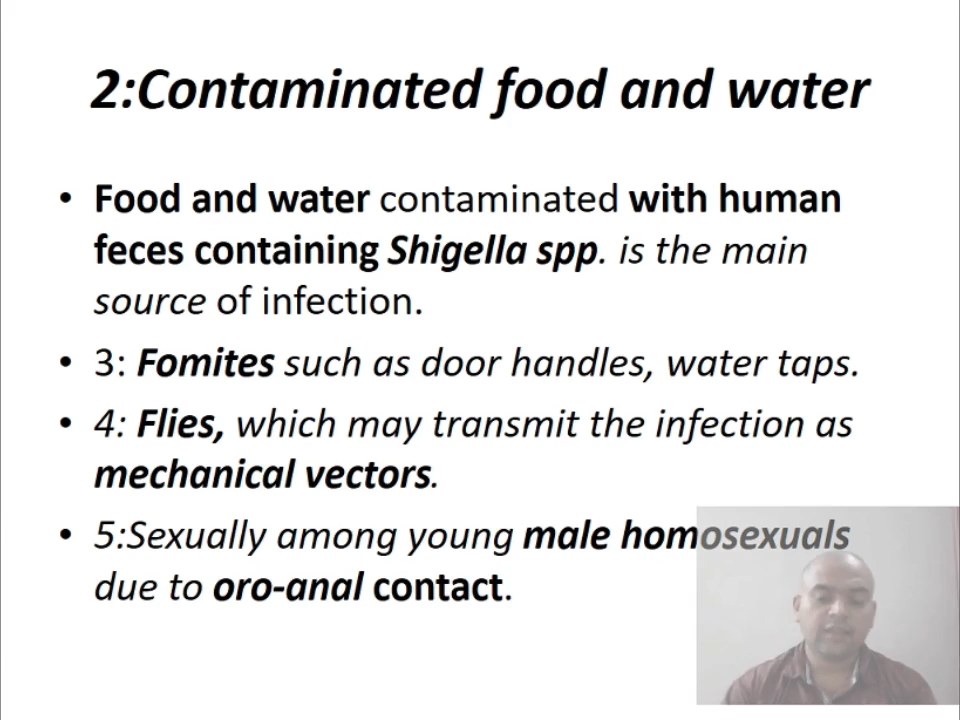 2:Contaminated food and water
• Food and water contaminated with human
feces containing Shigella spp. is the main
source of infection.
• 3: Fomites such as door handles, water taps.
• 4: Flies, which may transmit the infection as
mechanical vectors.
• 5:Sexually among young male homosexuals
due to oro-anal contact.